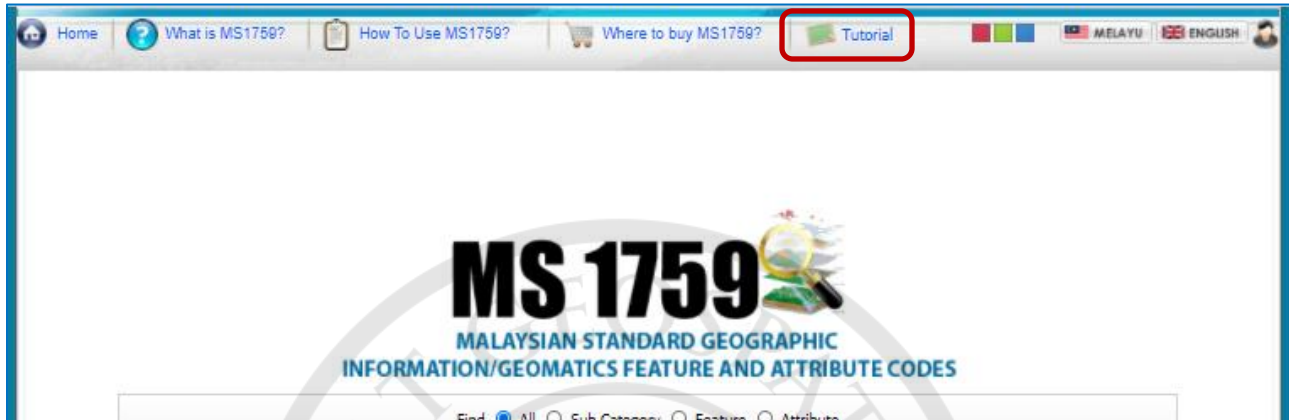 Home What is MS1759? How To Use MS1759? Where to buy MS1759? Tutorial MELAYU ENGLISH
MS 1759
MALAYSIAN STANDARD GEOGRAPHIC
INFORMATION/GEOMATICS FEATURE AND ATTRIBUTE CODES
Find All Sub Category Feature Attribute
T GEOSPAT